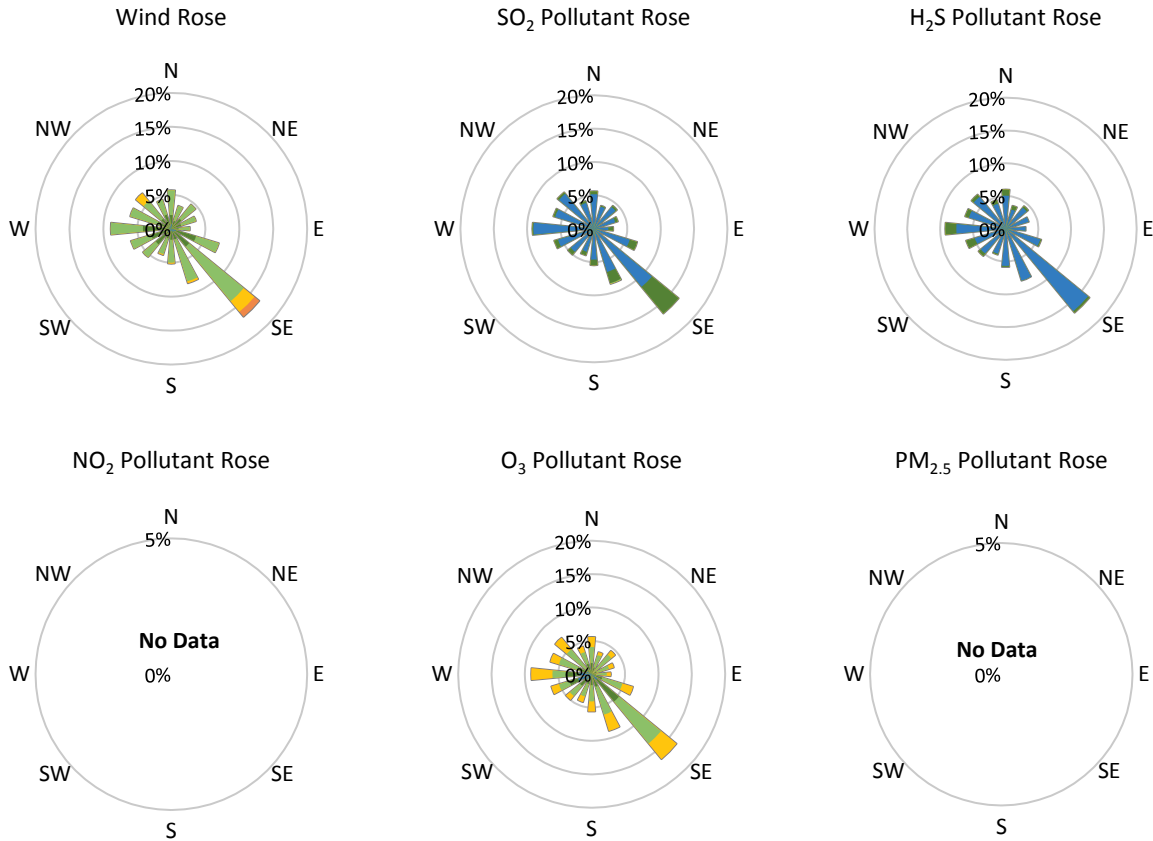 Wind Rose
N
20%
NW
NE
15%
10%
5%
W
0%
E
SW
SE
S
SO₂ Pollutant Rose
N
20%
NW
NE
15%
10%
5%
W
0%
E
SW
SE
S
H₂S Pollutant Rose
N
20%
NW
NE
15%
10%
5%
W
0%
E
SW
SE
S
NO₂ Pollutant Rose
N
5%
NW
NE
No Data
W
0%
E
SW
SE
S
O₃ Pollutant Rose
N
20%
NW
NE
15%
10%
5%
W
0%
E
SW
SE
S
PM₂.₅ Pollutant Rose
N
5%
NW
NE
No Data
W
0%
E
SW
SE
S